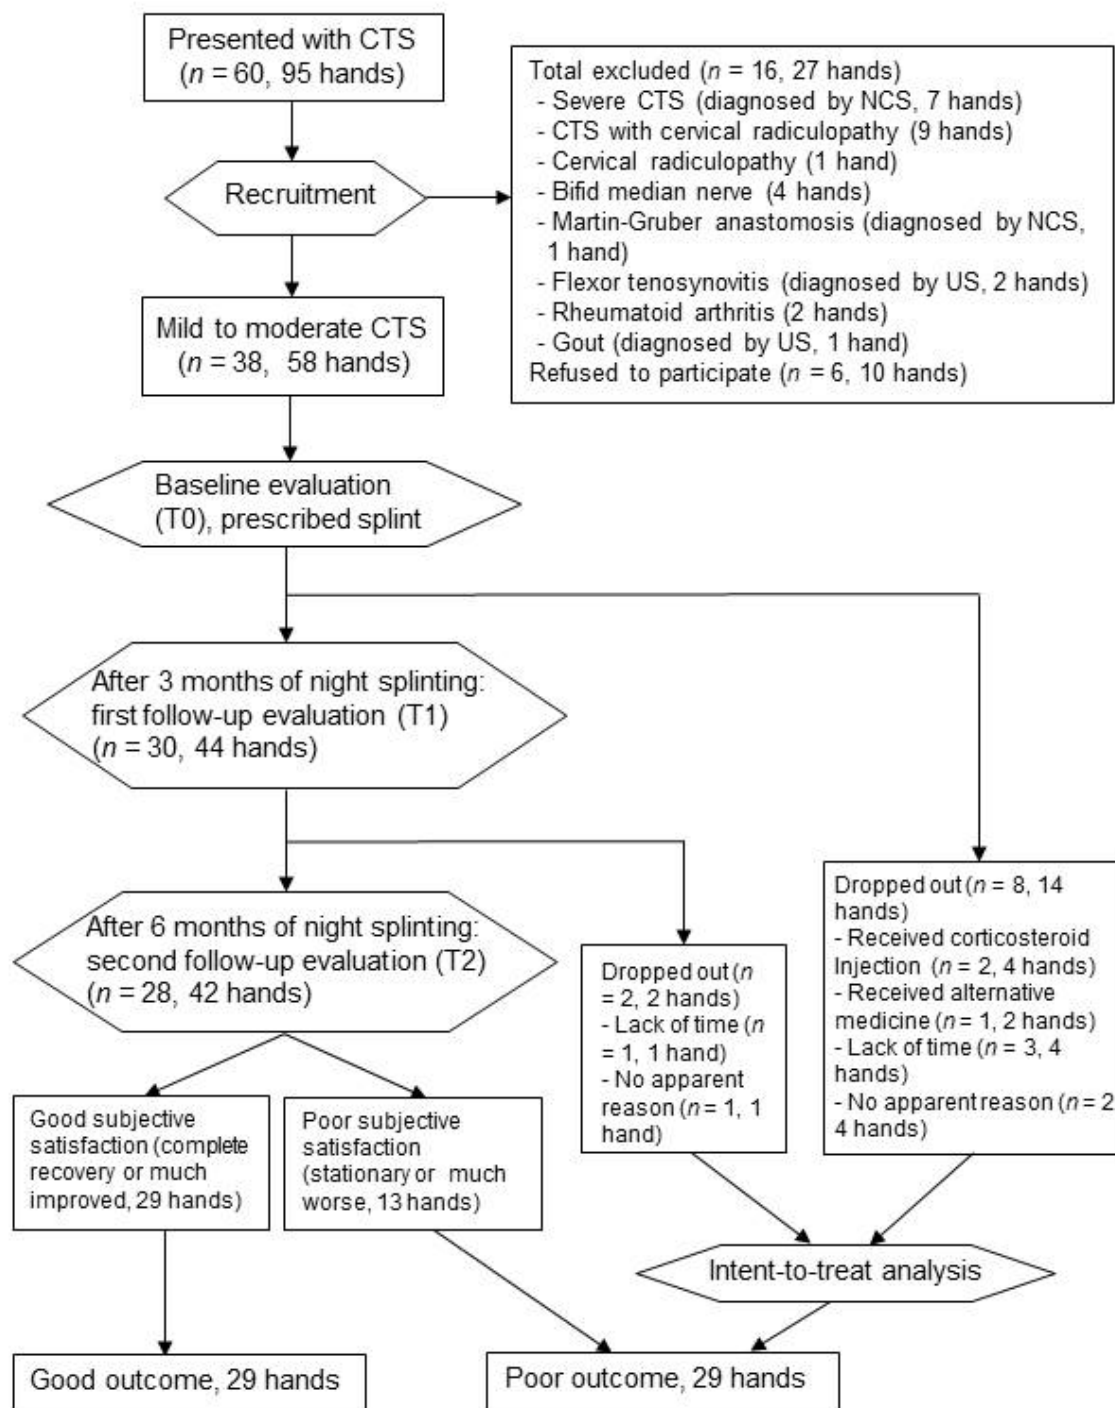 Presented with CTS
(n = 60, 95 hands)
Total excluded (n = 16, 27 hands)
- Severe CTS (diagnosed by NCS, 7 hands)
- CTS with cervical radiculopathy (9 hands)
- Cervical radiculopathy (1 hand)
- Bifid median nerve (4 hands)
- Martin-Gruber anastomosis (diagnosed by NCS,
1 hand)
- Flexor tenosynovitis (diagnosed by US, 2 hands)
- Rheumatoid arthritis (2 hands)
- Gout (diagnosed by US, 1 hand)
Refused to participate (n = 6, 10 hands)
Recruitment
Mild to moderate CTS
(n = 38, 58 hands)
Baseline evaluation
(T0), prescribed splint
After 3 months of night splinting:
first follow-up evaluation (T1)
(n = 30, 44 hands)
After 6 months of night splinting:
second follow-up evaluation (T2)
(n = 28, 42 hands)
Dropped out (n
= 2, 2 hands)
- Lack of time (n
= 1, 1 hand)
- No apparent
reason (n = 1, 1
hand)
Dropped out (n = 8, 14
hands)
- Received corticosteroid
Injection (n = 2, 4 hands)
- Received alternative
medicine (n = 1, 2 hands)
- Lack of time (n = 3, 4
hands)
- No apparent reason (n = 2
4 hands)
Good subjective
satisfaction (complete
recovery or much
improved, 29 hands)
Poor subjective
satisfaction
(stationary or much
worse, 13 hands)
Intent-to-treat analysis
Good outcome, 29 hands
Poor outcome, 29 hands